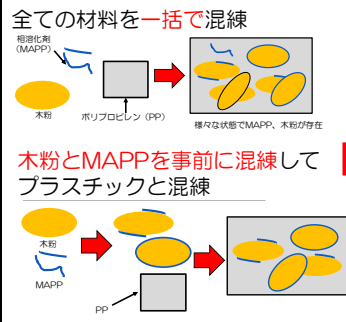 全ての材料を一括で混練
相溶化剤
（MAPP）
木粉
ポリプロピレン（PP）
様々な状態でMAPP、木粉が存在
木粉とMAPPを事前に混練して
プラスチックと混練
木粉
MAPP
PP